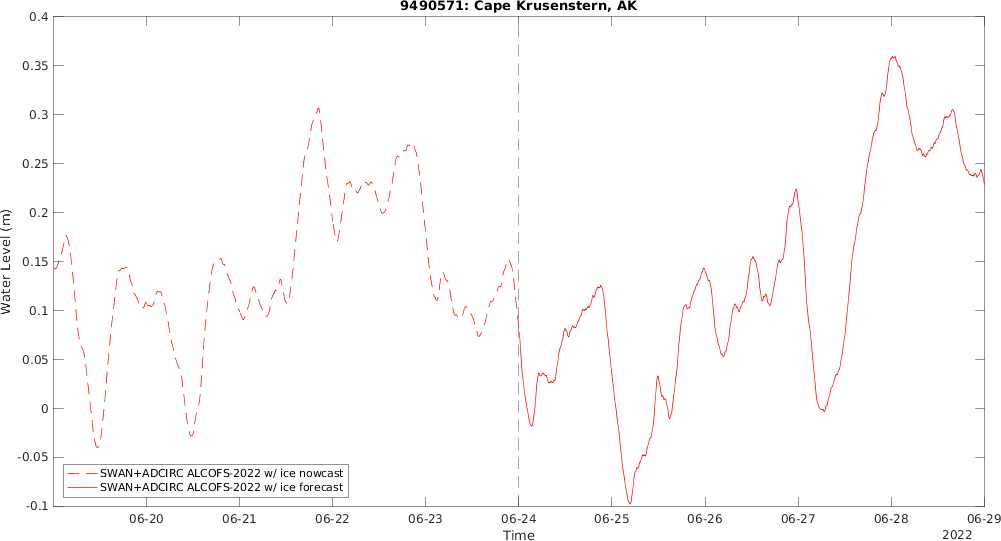 9490571: Cape Krusenstern, AK
0.4
0.35
0.3
0.25
0.2
0.15
0.1
0.05
0
-0.05
-0.1
Water Level (m)
SWAN+ADCIRC ALCOFS-2022 w/ ice nowcast
SWAN+ADCIRC ALCOFS-2022 w/ ice forecast
06-20 06-21 06-22 06-23 06-24 06-25 06-26 06-27 06-28 06-29
Time
2022